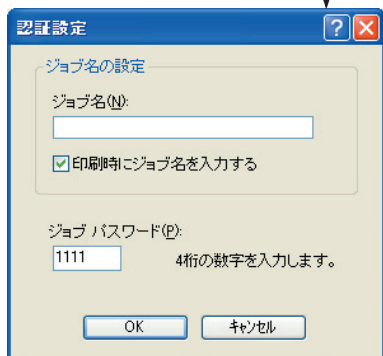 認証設定
ジョブ名の設定
ジョブ名(N):
印刷時にジョブ名を入力する
ジョブ パスワード(P):
1111 4桁の数字を入力します。
OK キャンセル